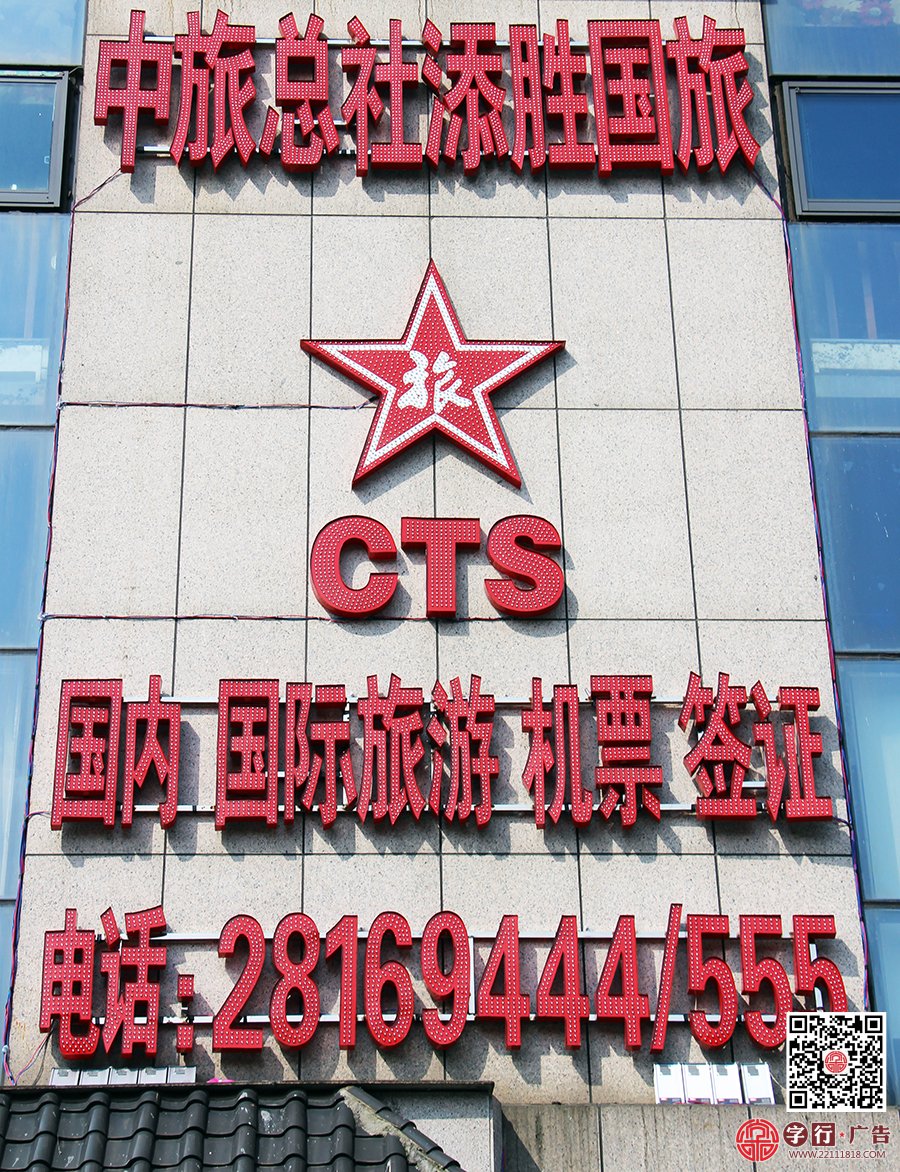 中旅总社添胜国旅
旅
CTS
国内 国际旅游 机票 签证
电话:28169444/555
字行·广告
WWW.22111818.COM